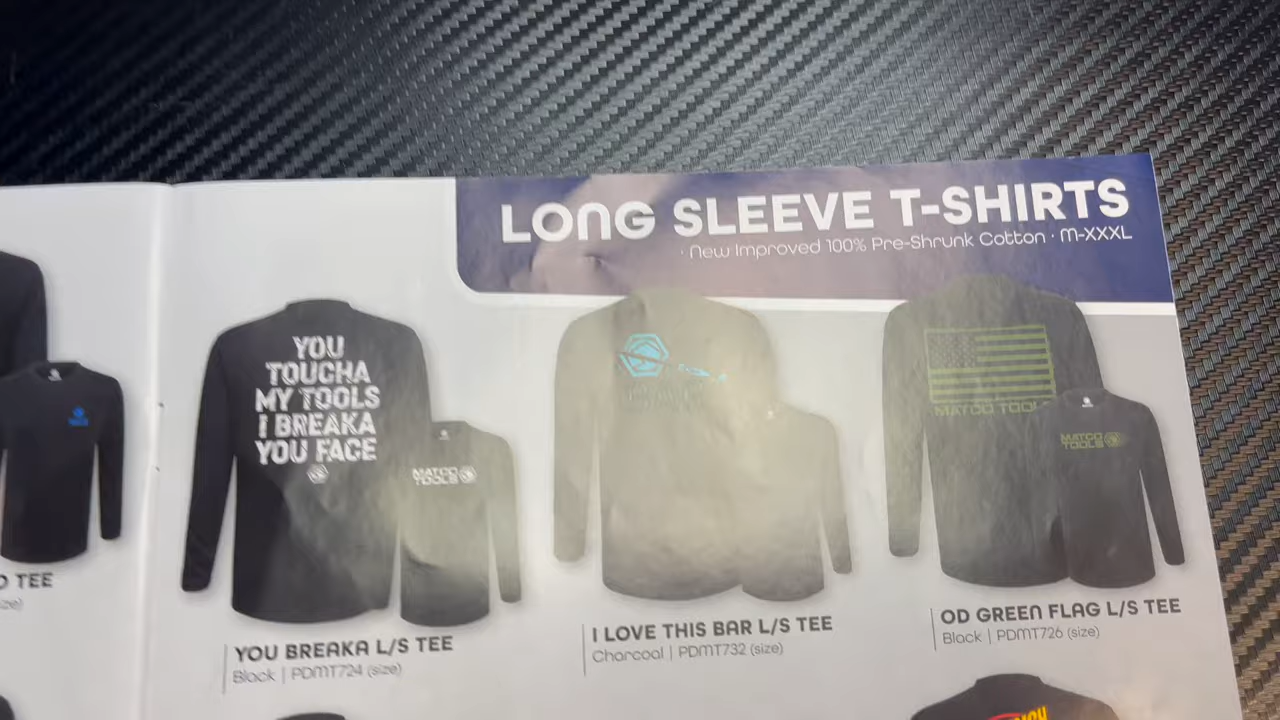 LONG SLEEVE T-SHIRTS
· New Improved 100% Pre-Shrunk Cotton · M-XXXL
YOU
TOUCHA
MY TOOLS
I BREAKA
YOU FACE
MATCO
TOOLS
MATCO TOOLS
MATCO
TOOLS
TEE
YOU BREAKA L/S TEE
Black | PDMT724 (size)
I LOVE THIS BAR L/S TEE
Charcoal | PDMT732 (size)
OD GREEN FLAG L/S TEE
Black | PDMT726 (size)